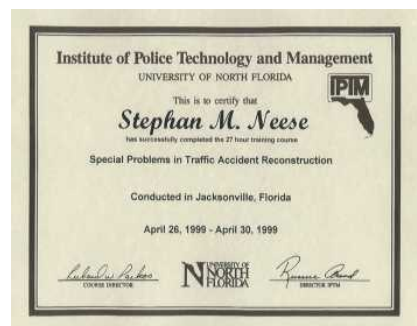 Institute of Police Technology and Management
UNIVERSITY OF NORTH FLORIDA
IPTM
This is to certify that
Stephan M. Neese
has successfully completed the 27 hour training course
Special Problems in Traffic Accident Reconstruction
Conducted in Jacksonville, Florida
April 26, 1999 - April 30, 1999
UNIVERSITY OF
NORTH
FLORIDA
COURSE DIRECTOR
DIRECTOR IPTM